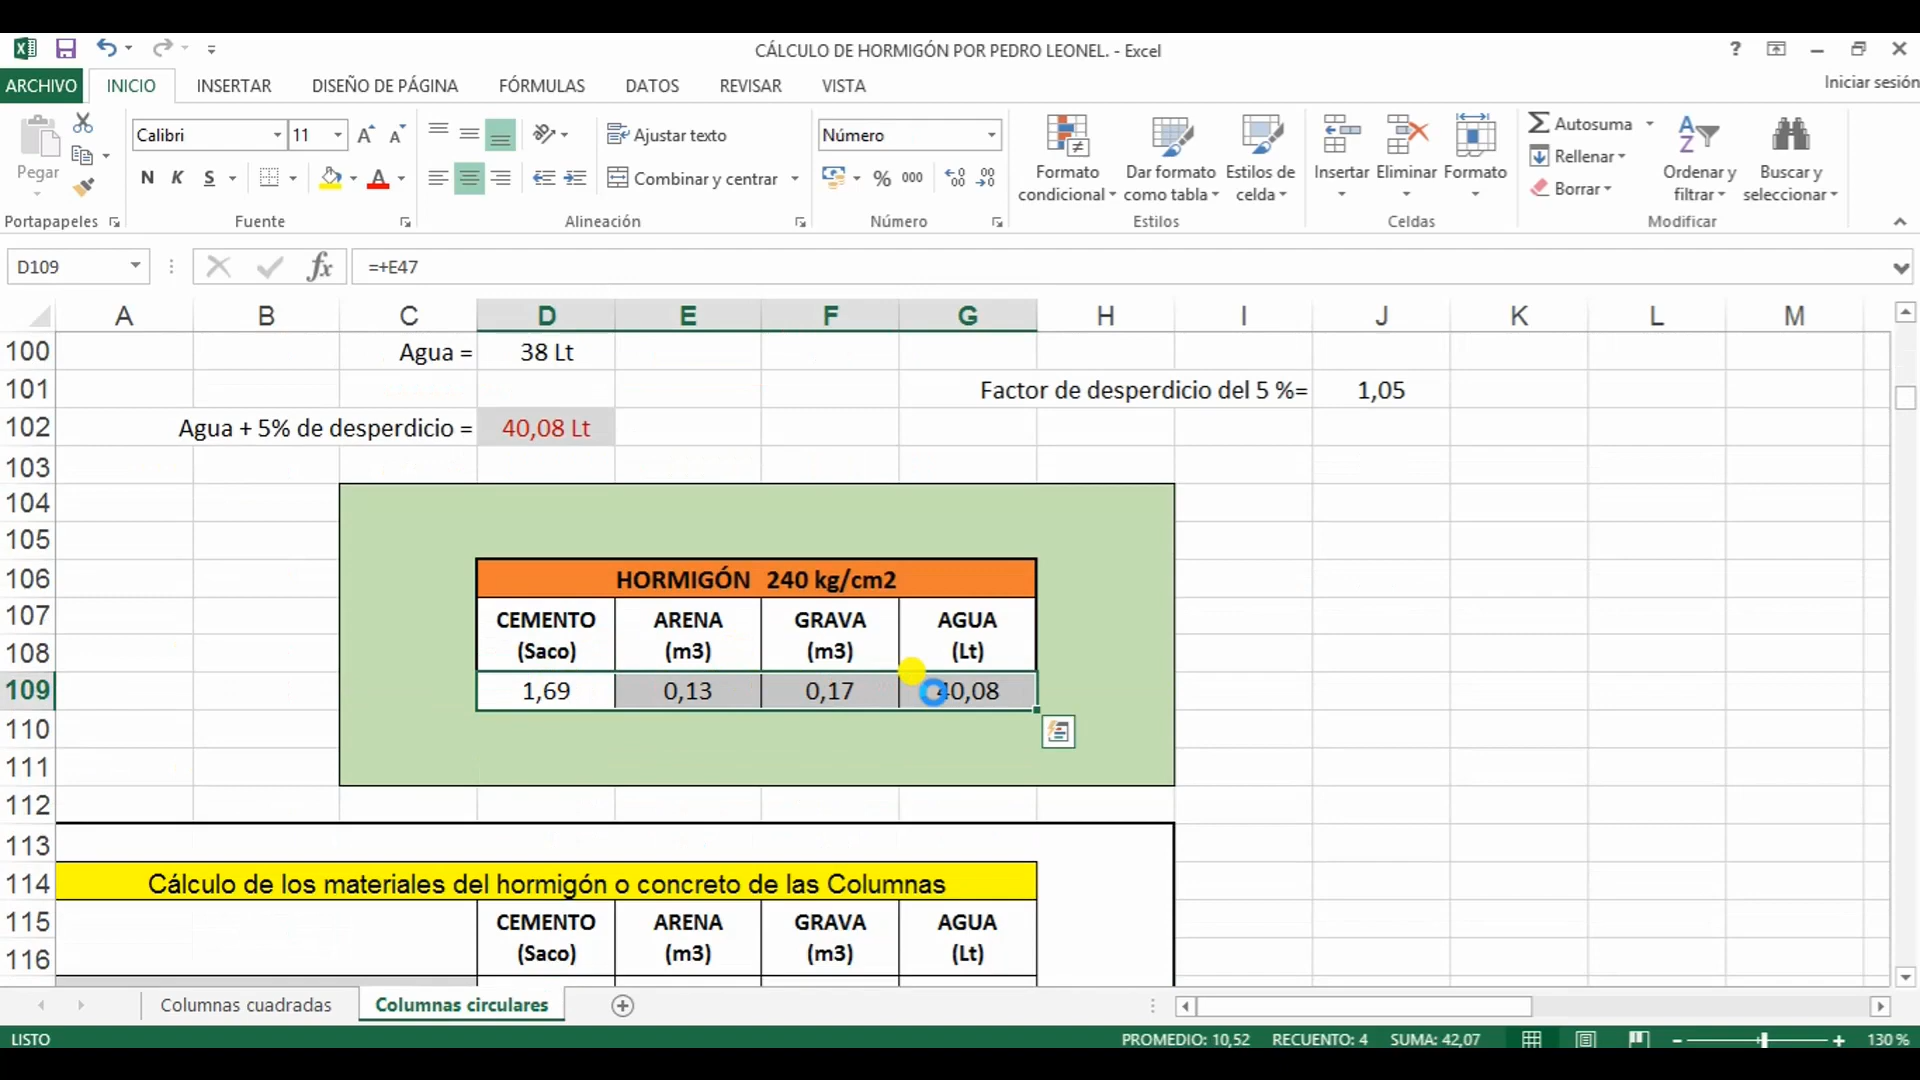 CÁLCULO DE HORMIGÓN POR PEDRO LEONEL. - Excel
?
ARCHIVO INICIO INSERTAR DISEÑO DE PÁGINA FÓRMULAS DATOS REVISAR VISTA Iniciar sesión
Pegar
Calibri 11
N K S
Ajustar texto
Combinar y centrar
Número
% 000
Formato condicional
Dar formato como tabla
Estilos de celda
Insertar Eliminar Formato
Autosuma
Rellenar
Borrar
Ordenar y filtrar
Buscar y seleccionar
Portapapeles Fuente Alineación Número Estilos Celdas Modificar
D109 fx =+E47
A B C D E F G H I J K L M
100 Agua = 38 Lt
101 Factor de desperdicio del 5 %= 1,05
102 Agua + 5% de desperdicio = 40,08 Lt
103
104
105
106 HORMIGÓN 240 kg/cm2
107 CEMENTO ARENA GRAVA AGUA
108 (Saco) (m3) (m3) (Lt)
109 1,69 0,13 0,17 40,08
110
111
112
113
114 Cálculo de los materiales del hormigón o concreto de las Columnas
115 CEMENTO ARENA GRAVA AGUA
116 (Saco) (m3) (m3) (Lt)
Columnas cuadradas Columnas circulares
LISTO PROMEDIO: 10,52 RECUENTO: 4 SUMA: 42,07 130 %